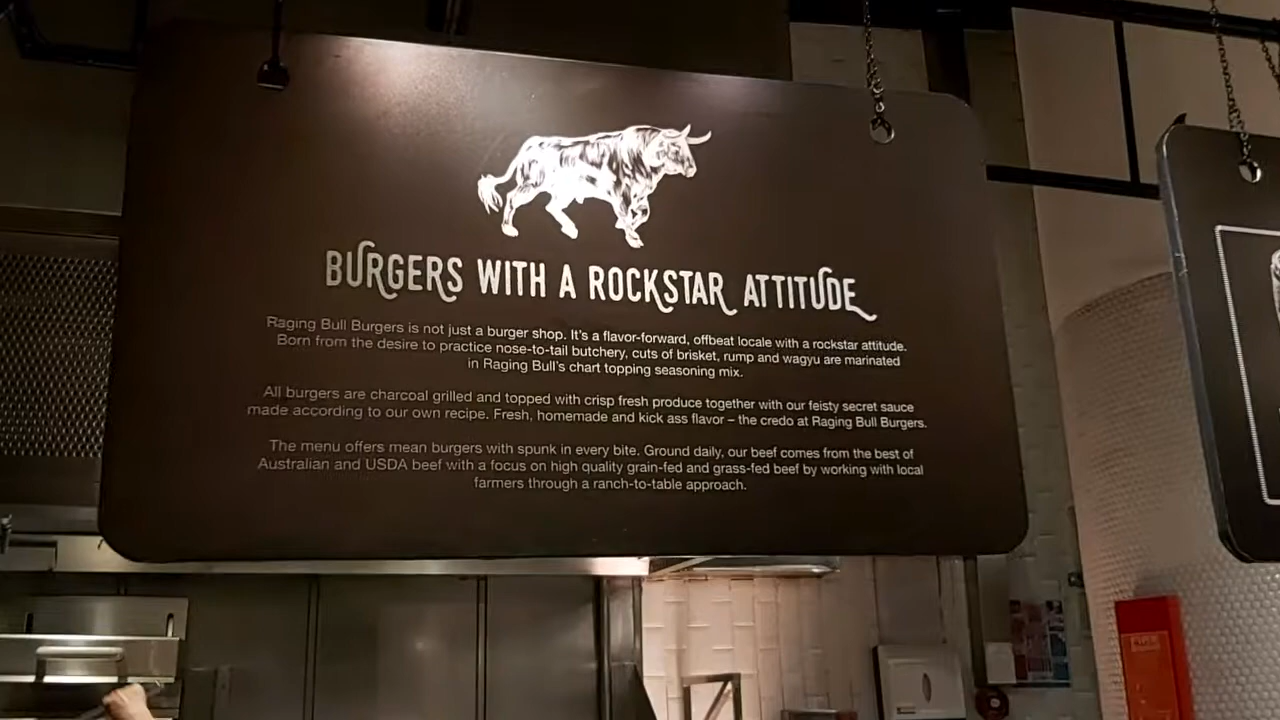 BURGERS WITH A ROCKSTAR ATTITUDE
Raging Bull Burgers is not just a burger shop. It's a flavor-forward, offbeat locale with a rockstar attitude.
Born from the desire to practice nose-to-tail butchery, cuts of brisket, rump and wagyu are marinated
in Raging Bull's chart topping seasoning mix.
All burgers are charcoal grilled and topped with crisp fresh produce together with our feisty secret sauce
made according to our own recipe. Fresh, homemade and kick ass flavor – the credo at Raging Bull Burgers.
The menu offers mean burgers with spunk in every bite. Ground daily, our beef comes from the best of
Australian and USDA beef with a focus on high quality grain-fed and grass-fed beef by working with local
farmers through a ranch-to-table approach.